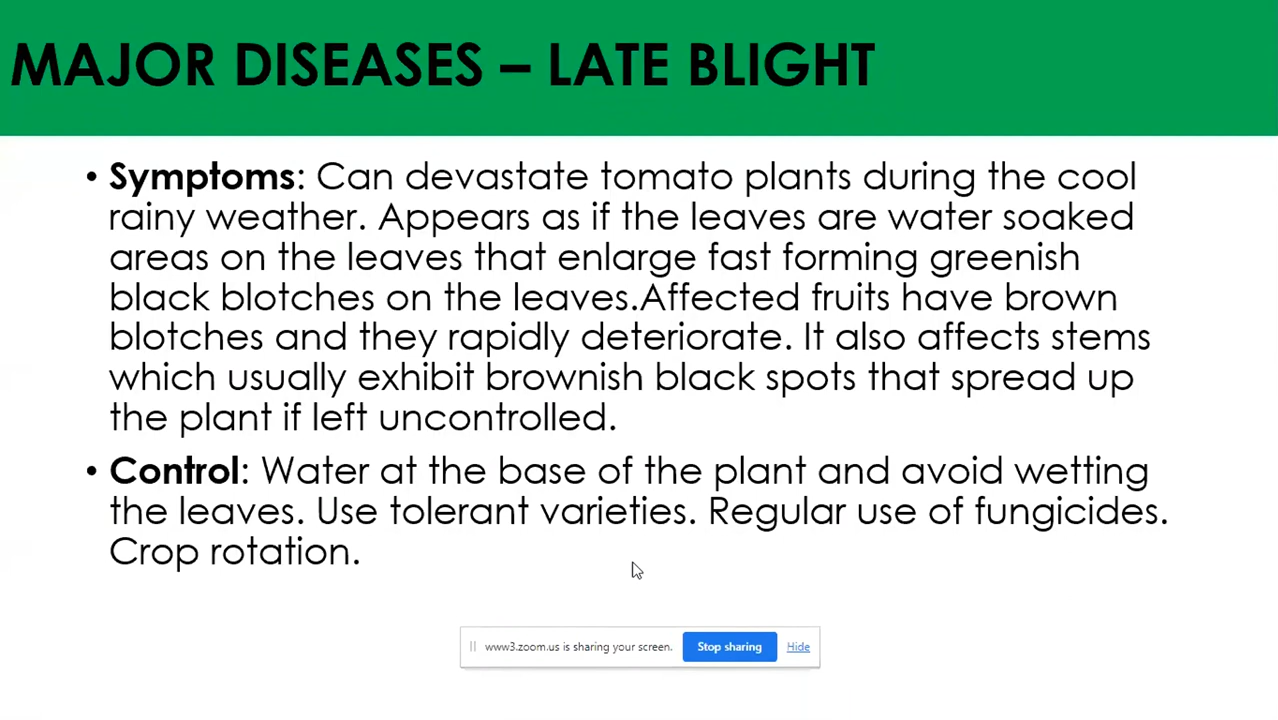 MAJOR DISEASES – LATE BLIGHT
• Symptoms: Can devastate tomato plants during the cool
rainy weather. Appears as if the leaves are water soaked
areas on the leaves that enlarge fast forming greenish
black blotches on the leaves.Affected fruits have brown
blotches and they rapidly deteriorate. It also affects stems
which usually exhibit brownish black spots that spread up
the plant if left uncontrolled.
• Control: Water at the base of the plant and avoid wetting
the leaves. Use tolerant varieties. Regular use of fungicides.
Crop rotation.
www3.zoom.us is sharing your screen. Stop sharing Hide